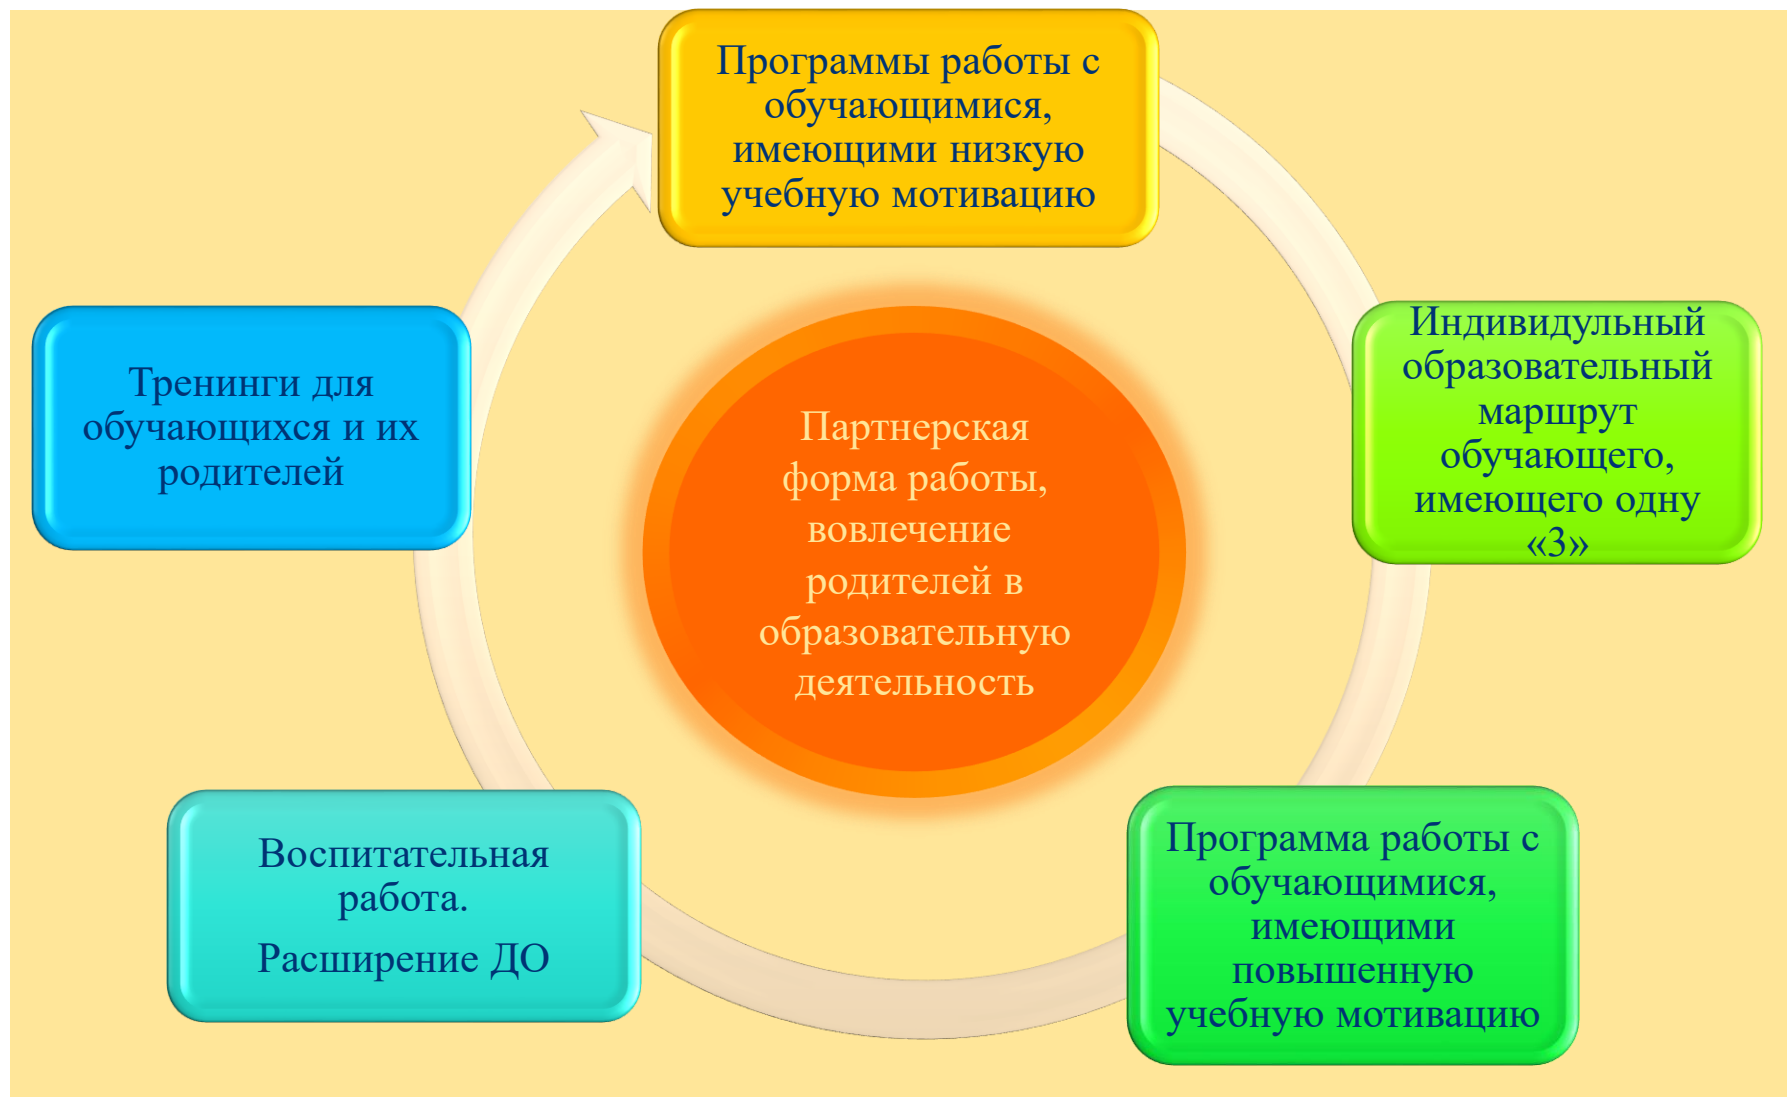 Программы работы с
обучающимися,
имеющими низкую
учебную мотивацию
Индивидульный
образовательный
маршрут
обучающего,
имеющего одну
«3»
Программа работы с
обучающимися,
имеющими
повышенную
учебную мотивацию
Воспитательная
работа.
Расширение ДО
Тренинги для
обучающихся и их
родителей
Партнерская
форма работы,
вовлечение
родителей в
образовательную
деятельность